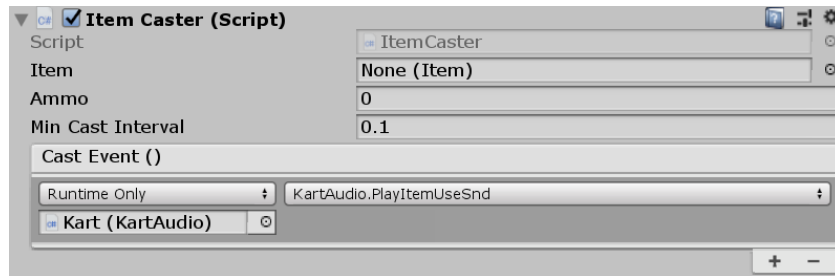 Item Caster (Script)
Script ItemCaster
Item None (Item)
Ammo 0
Min Cast Interval 0.1
Cast Event ()
Runtime Only KartAudio.PlayItemUseSnd
Kart (KartAudio)
+ −